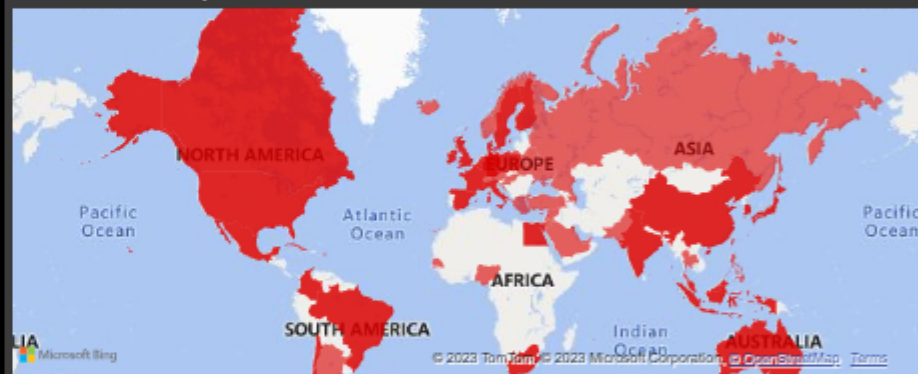 NORTH AMERICA
EUROPE
ASIA
Pacific
Ocean
Atlantic
Ocean
Pacific
Ocean
AFRICA
SOUTH AMERICA
Indian
Ocean
AUSTRALIA
LIA
Microsoft Bing
© 2023 TomTom, © 2023 Microsoft Corporation, © OpenStreetMap Terms